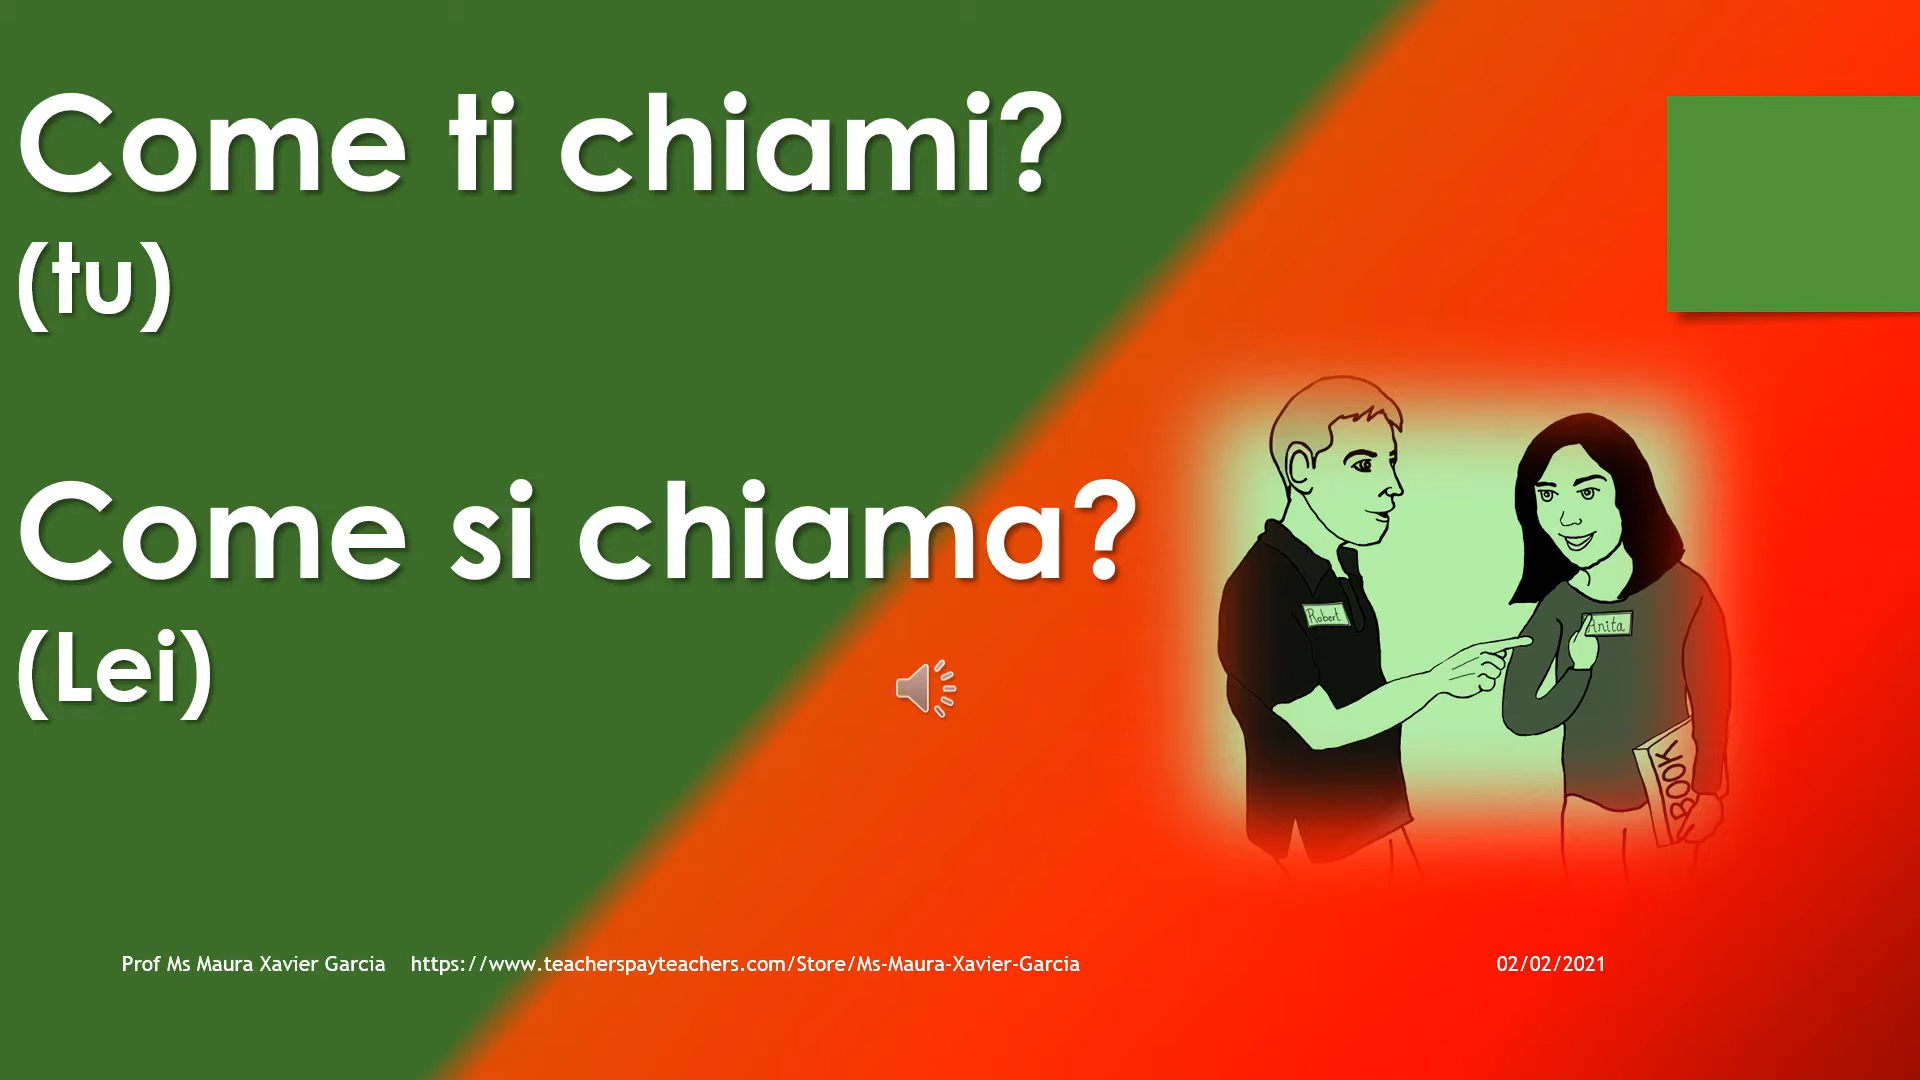 Come ti chiami?
(tu)
Come si chiama?
(Lei)
Robert
Anita
BOOK
Prof Ms Maura Xavier Garcia https://www.teacherspayteachers.com/Store/Ms-Maura-Xavier-Garcia 02/02/2021